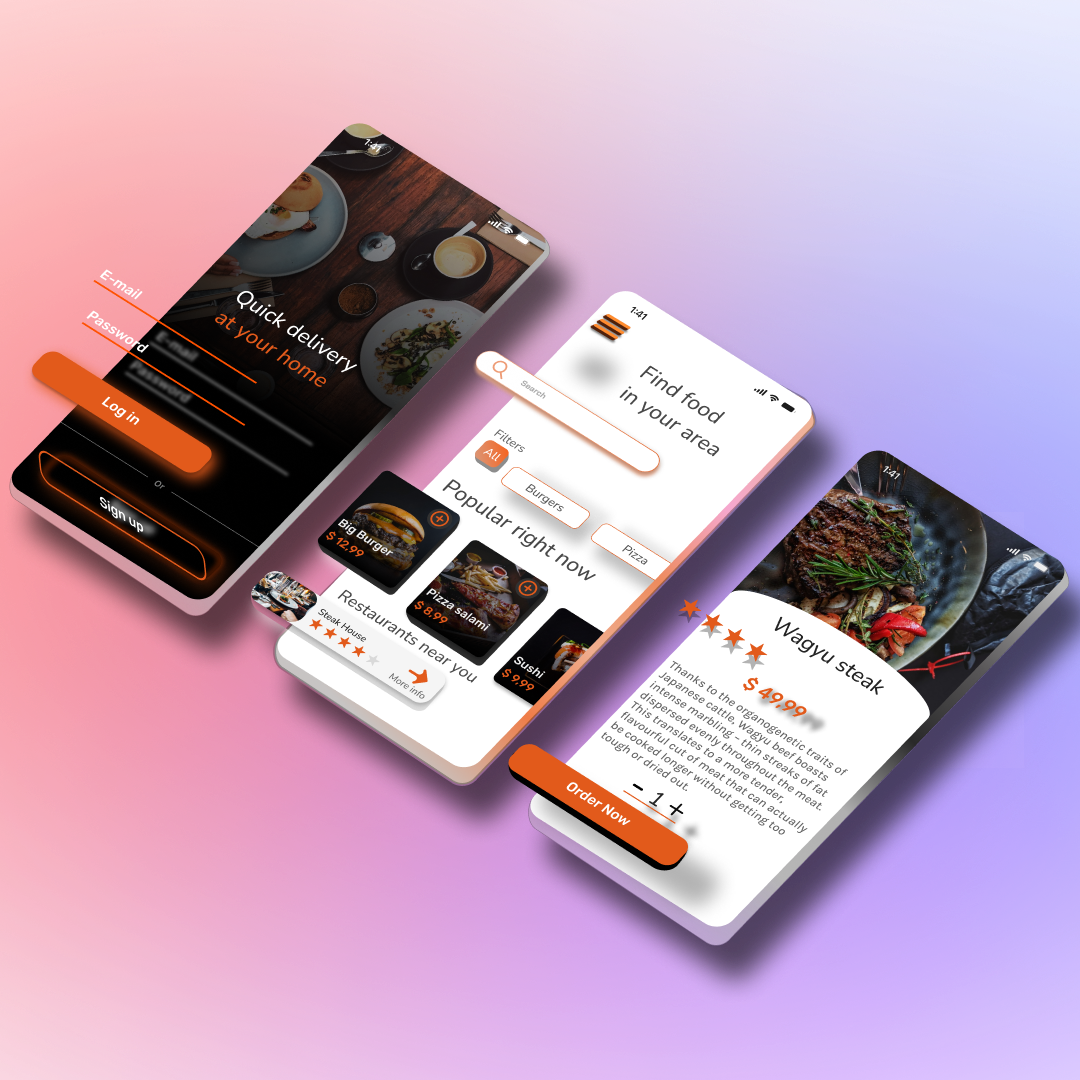 1:41
Quick delivery
at your home
E-mail
Password
E-mail
Password
Log in
Or
Sign up
1:41
Find food
in your area
Search
Filters
All
Burgers
Pizza
Popular right now
Big Burger
$ 12,99
Pizza salami
$ 8,99
Sushi
$ 9,99
Restaurants near you
Steak House
More info
1:41
Wagyu steak
$ 49,99
Thanks to the organogenetic traits of
Japanese cattle. Wagyu beef boasts
intense marbling – thin streaks of fat
dispersed evenly throughout the meat.
This translates to a more tender,
flavourful cut of meat that can actually
be cooked longer without getting too
tough or dried out.
- 1 +
Order Now